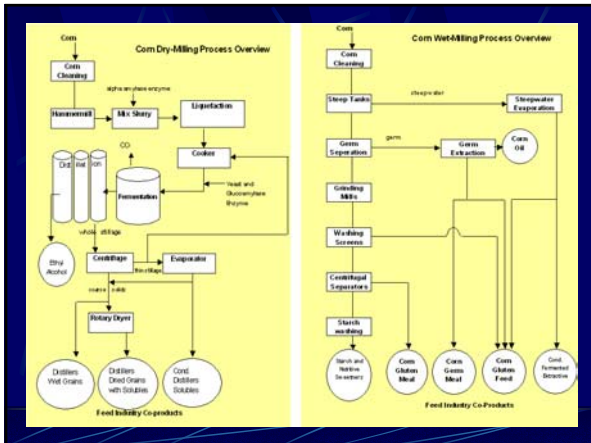 Corn Dry-Milling Process Overview
Corn
Corn
Cleaning
alpha amylase enzyme
Hammermill
Mix Slurry
Liquefaction
Cooker
CO
Fermentation
Yeast and
Glucoamylase
Enzyme
whole stillage
Ethyl
Alcohol
Centrifuge
thin stillage
Evaporator
coarse solids
Rotary Dryer
Distillers
Wet Grains
Distillers
Dried Grains
with Solubles
Cond.
Distillers
Solubles
Feed Industry Co-products
Corn Wet-Milling Process Overview
Corn
Corn
Cleaning
Steep Tanks
steepwater
Steepwater
Evaporation
Germ
Seperation
germ
Germ
Extraction
Corn
Oil
Grinding
Mills
Washing
Screens
Centrifugal
Separators
Starch
washing
Starch and
Nutritive
Sweetners
Corn
Gluten
Meal
Corn
Germ
Meal
Corn
Gluten
Feed
Cond.
Fermented
Extractive
Feed Industry Co-Products